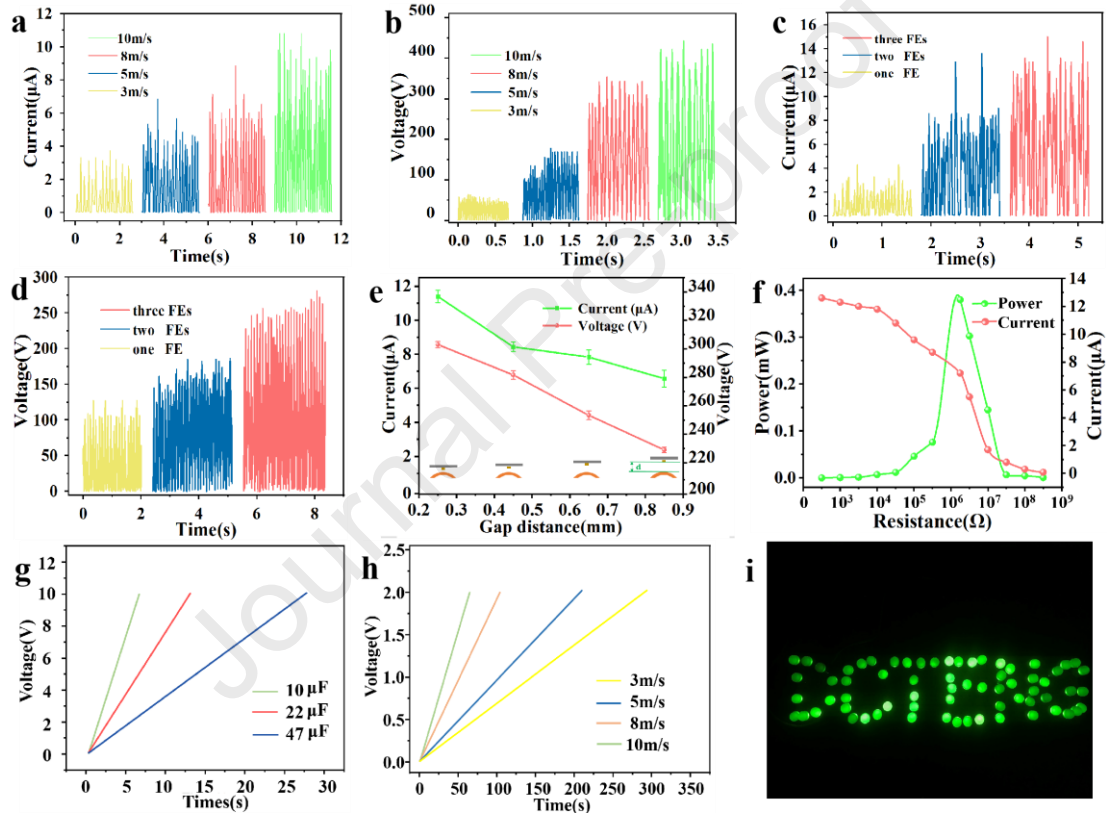 a
Current(μA)
12
10
8
6
4
2
0
10m/s
8m/s
5m/s
3m/s
0 2 4 6 8 10 12
Time(s)
b
Voltage(V)
500
400
300
200
100
0
10m/s
8m/s
5m/s
3m/s
0.0 0.5 1.0 1.5 2.0 2.5 3.0 3.5
Time(s)
c
Current(μA)
16
14
12
10
8
6
4
2
0
three FEs
two FEs
one FE
0 1 2 3 4 5
Time(s)
d
Voltage(V)
300
250
200
150
100
50
0
three FEs
two FEs
one FE
0 2 4 6 8
Time(s)
e
Current(μA)
12
10
8
6
4
2
0
Current (μA)
Voltage (V)
d
Voltage(V)
340
320
300
280
260
240
220
200
0.2 0.3 0.4 0.5 0.6 0.7 0.8 0.9
Gap distance(mm)
f
Power(mW)
0.4
0.3
0.2
0.1
0.0
Power
Current
Current(μA)
14
12
10
8
6
4
2
0
10³ 10⁴ 10⁵ 10⁶ 10⁷ 10⁸ 10⁹
Resistance(Ω)
g
Voltage(V)
12
10
8
6
4
2
0
10 μF
22 μF
47 μF
0 5 10 15 20 25 30
Times(s)
h
Voltage(V)
2.5
2.0
1.5
1.0
0.5
0.0
3m/s
5m/s
8m/s
10m/s
0 50 100 150 200 250 300 350
Time(s)
i
Journal Pre-proof